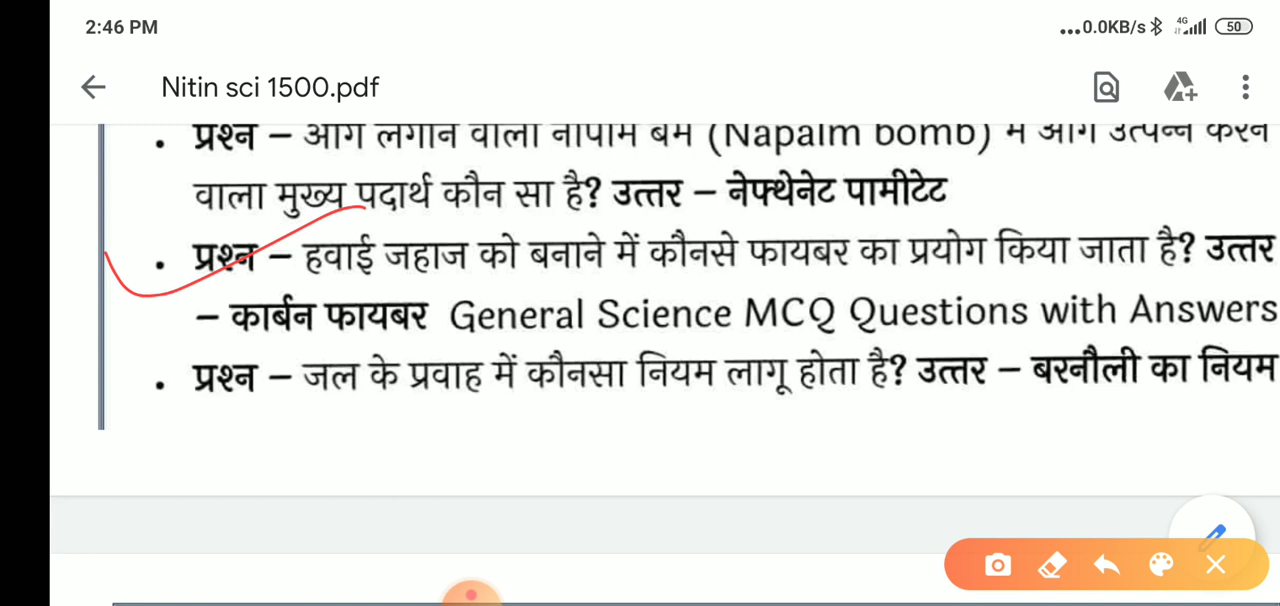 2:46 PM
...0.0KB/s 4G 50
Nitin sci 1500.pdf
• प्रश्न – आग लगाने वाला नापाम बम (Napalm bomb) में आग उत्पन्न करने
वाला मुख्य पदार्थ कौन सा है? उत्तर – नेफ्थेनेट पामीटेट
• प्रश्न – हवाई जहाज को बनाने में कौनसे फायबर का प्रयोग किया जाता है? उत्तर
– कार्बन फायबर General Science MCQ Questions with Answers
• प्रश्न – जल के प्रवाह में कौनसा नियम लागू होता है? उत्तर – बरनौली का नियम